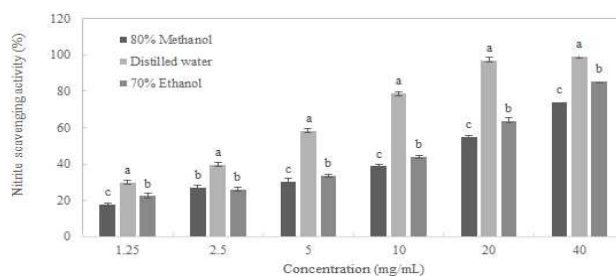 120
100
80
60
40
20
0
Nitrite scavenging activity (%)
80% Methanol
Distilled water
70% Ethanol
c a b
b a b
c a b
c a b
c a b
c a b
1.25 2.5 5 10 20 40
Concentration (mg/mL)